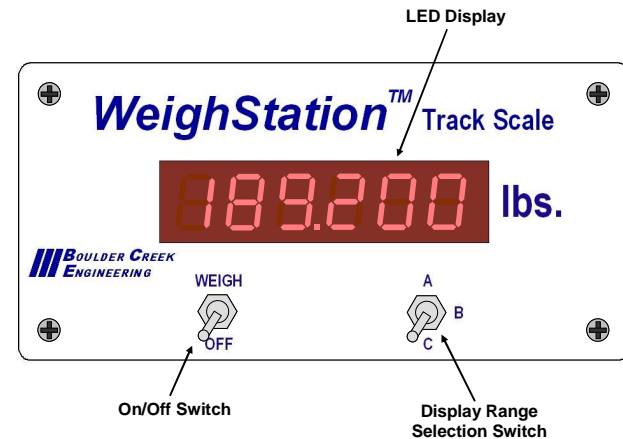 LED Display
WeighStation™ Track Scale
189.200 lbs.
BOULDER CREEK
ENGINEERING
WEIGH
OFF
A
B
C
On/Off Switch
Display Range
Selection Switch